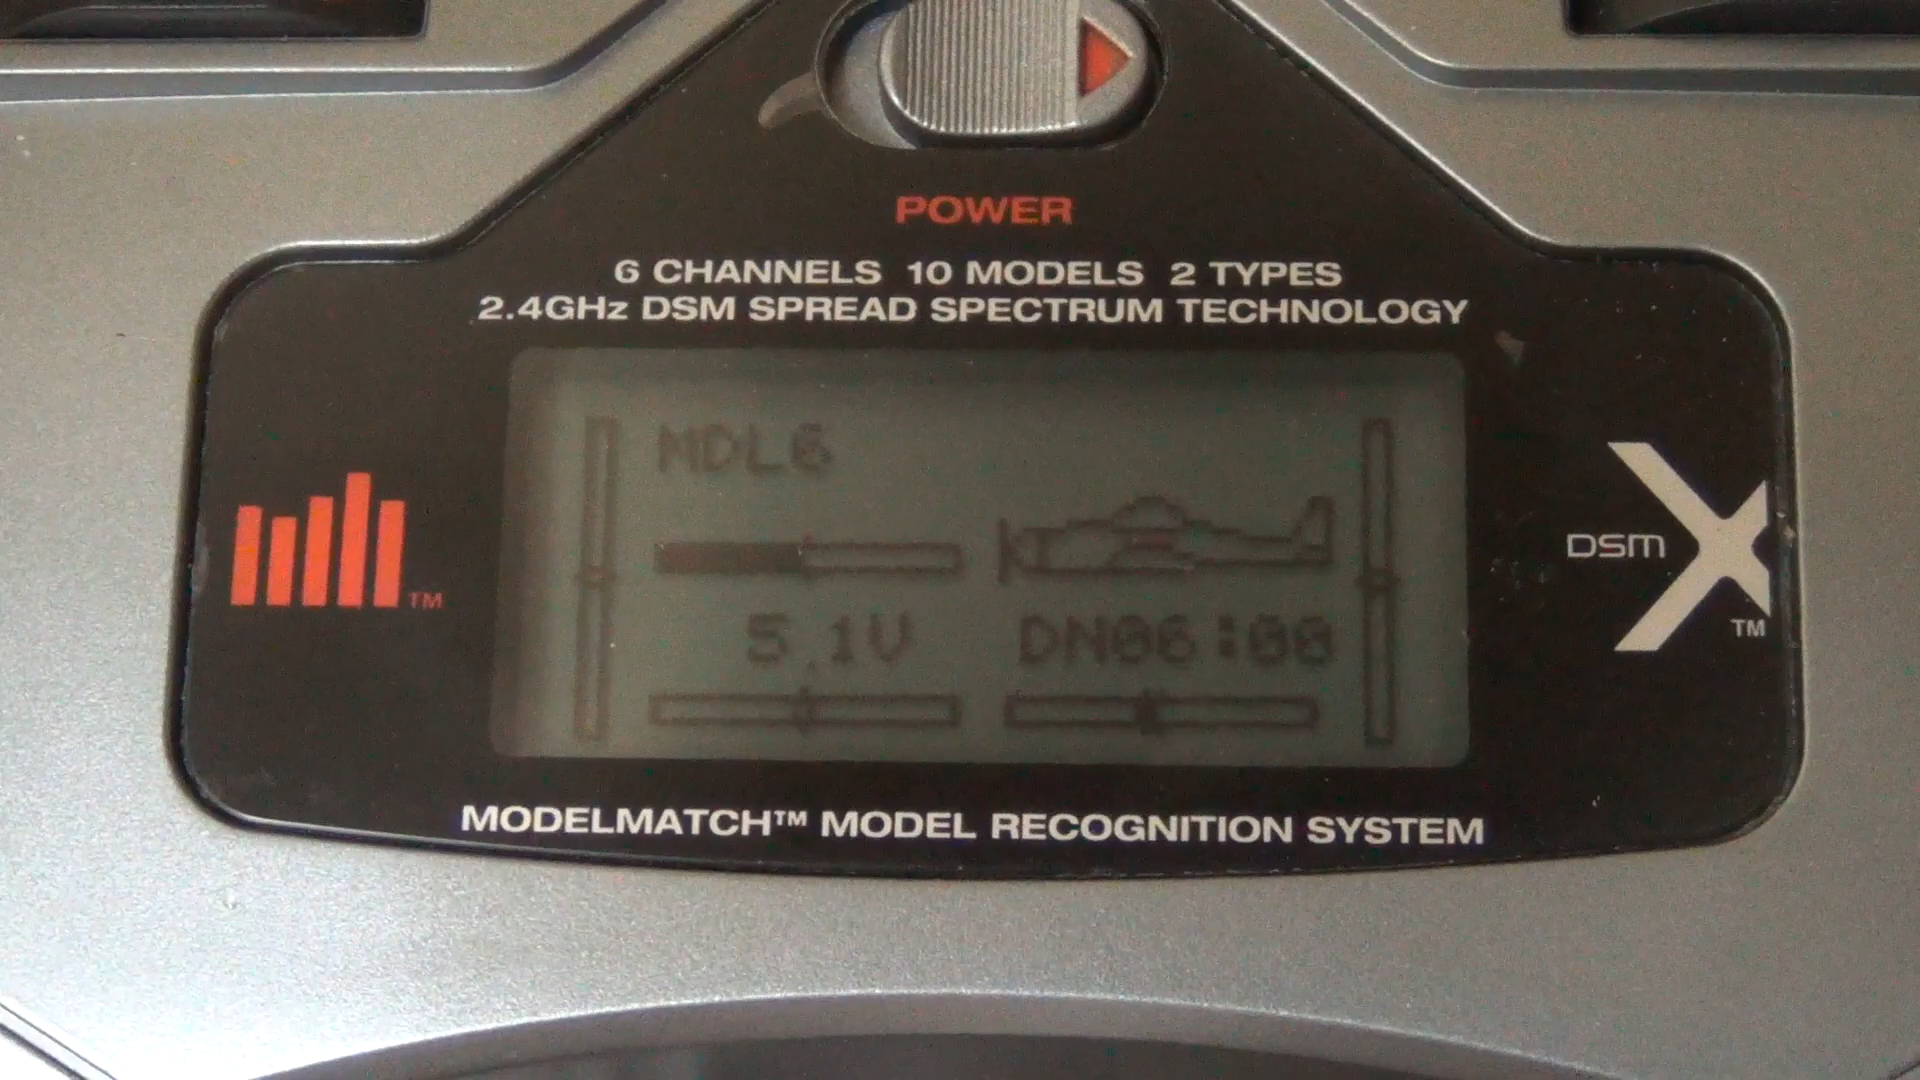 POWER
6 CHANNELS 10 MODELS 2 TYPES
2.4GHz DSM SPREAD SPECTRUM TECHNOLOGY
MDL6
TM
DSM X
TM
5.1V DN06:00
MODELMATCH™ MODEL RECOGNITION SYSTEM